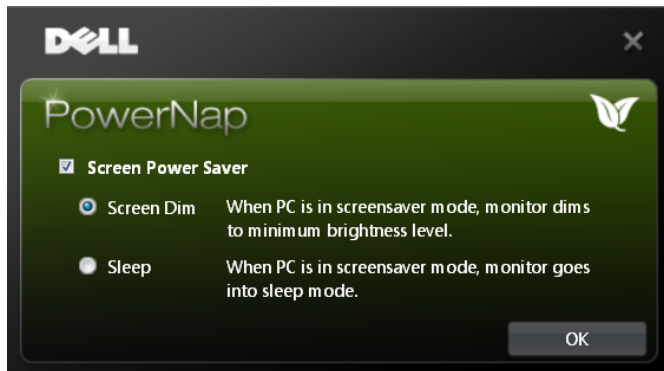 DELL
PowerNap
Screen Power Saver
Screen Dim When PC is in screensaver mode, monitor dims
to minimum brightness level.
Sleep When PC is in screensaver mode, monitor goes
into sleep mode.
OK